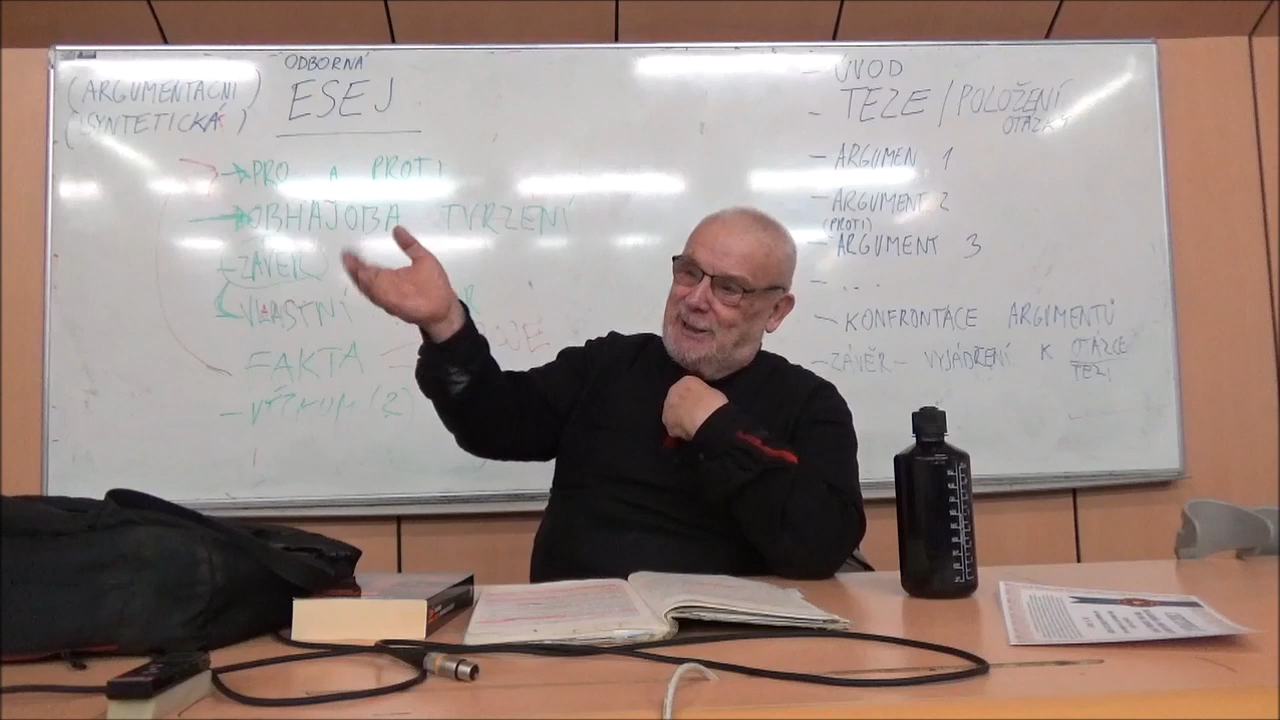 ODBORNÁ
(ARGUMENTAČNÍ) ESEJ
(SYNTETICKÁ)
PRO A PROTI
OBHAJOBA TVRZENÍ
ZÁVĚR
VLASTNÍ
FAKTA
- VÝZKUM (2)
- ÚVOD
- TEZE / POLOŽENÍ
OTÁZKY
- ARGUMEN 1
- ARGUMENT 2
(PROTI)
- ARGUMENT 3
- ...
- KONFRONTACE ARGUMENTŮ
- ZÁVĚR - VYJÁDŘENÍ K OTÁZCE
TEZI